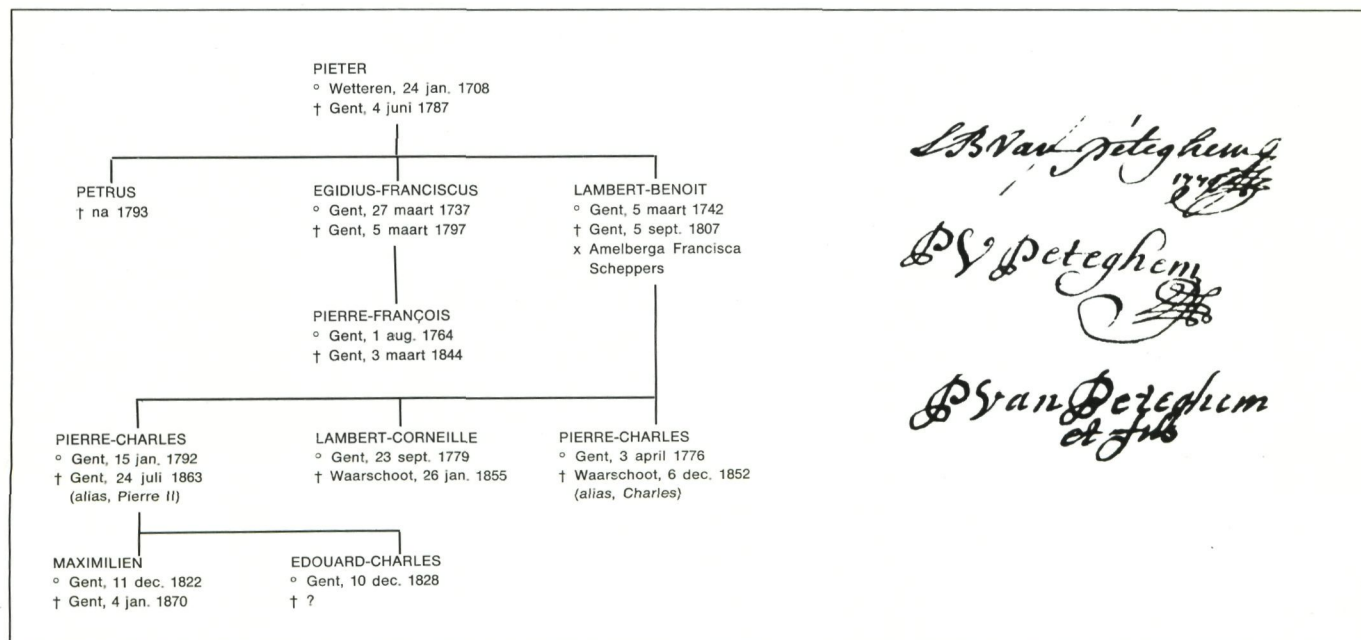 PIETER
° Wetteren, 24 jan. 1708
† Gent, 4 juni 1787
PETRUS
† na 1793
EGIDIUS-FRANCISCUS
° Gent, 27 maart 1737
† Gent, 5 maart 1797
LAMBERT-BENOIT
° Gent, 5 maart 1742
† Gent, 5 sept. 1807
x Amelberga Francisca
Scheppers
PIERRE-FRANÇOIS
° Gent, 1 aug. 1764
† Gent, 3 maart 1844
PIERRE-CHARLES
° Gent, 15 jan. 1792
† Gent, 24 juli 1863
(alias, Pierre II)
LAMBERT-CORNEILLE
° Gent, 23 sept. 1779
† Waarschoot, 26 jan. 1855
PIERRE-CHARLES
° Gent, 3 april 1776
† Waarschoot, 6 dec. 1852
(alias, Charles)
MAXIMILIEN
° Gent, 11 dec. 1822
† Gent, 4 jan. 1870
EDOUARD-CHARLES
° Gent, 10 dec. 1828
† ?
LB Van peteghem
P V Peteghem
P Van Peteghem
et fils